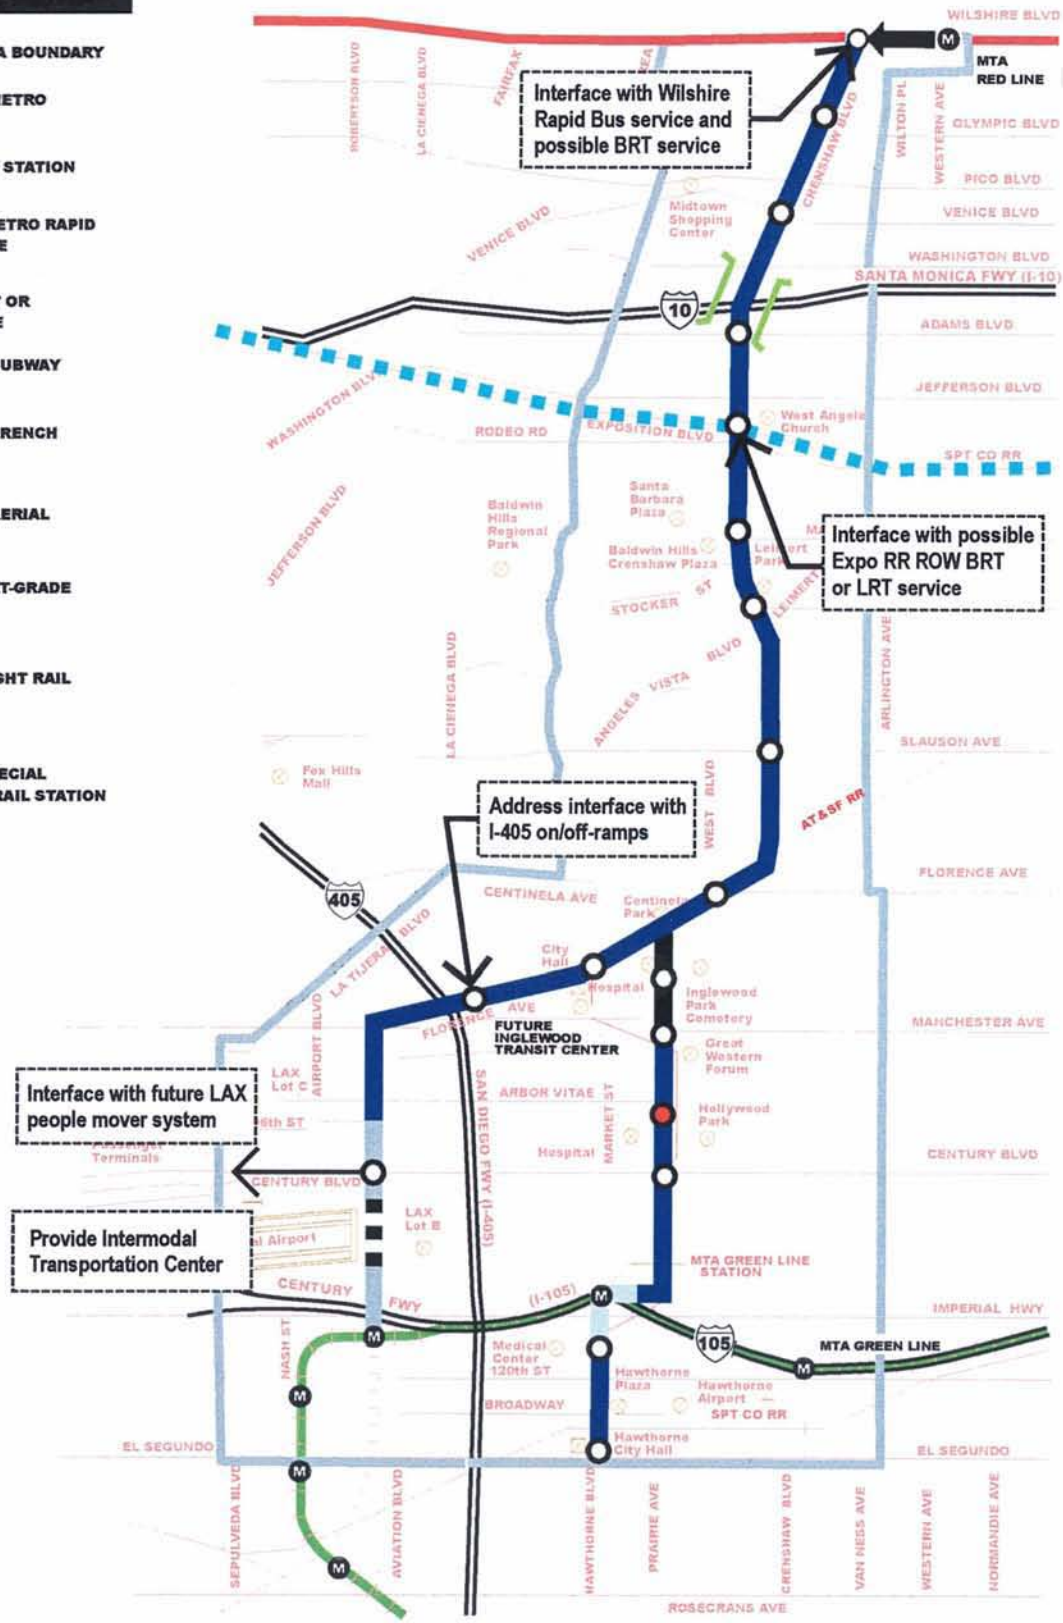 A BOUNDARY
ETRO
STATION
ETRO RAPID
E
OR
E
UBWAY
RENCH
ERIAL
T-GRADE
GHT RAIL
ECIAL
RAIL STATION
WILSHIRE BLVD
M
MTA
RED LINE
ROBERTSON BLVD
LA CIENEGA BLVD
FAIRFAX
Interface with Wilshire
Rapid Bus service and
possible BRT service
CRENSHAW BLVD
WILTON PL
WESTERN AVE
OLYMPIC BLVD
PICO BLVD
Midtown
Shopping
Center
VENICE BLVD
VENICE BLVD
WASHINGTON BLVD
SANTA MONICA FWY (I-10)
10
ADAMS BLVD
JEFFERSON BLVD
WASHINGTON BLVD
RODEO RD
EXPOSITION BLVD
West Angela
Church
SPT CO RR
JEFFERSON BLVD
Baldwin
Hills
Regional
Park
Santa
Barbara
Plaza
Baldwin Hills
Crenshaw Plaza
Leimert
Park
Interface with possible
Expo RR ROW BRT
or LRT service
STOCKER ST
LEIMERT
LA CIENEGA BLVD
ANGELES VISTA BLVD
ARLINGTON AVE
SLAUSON AVE
Fox Hills
Mall
WEST BLVD
AT&SF RR
Address interface with
I-405 on/off-ramps
FLORENCE AVE
405
CENTINELA AVE
Centinela
Park
LA TIJERA BLVD
City
Hall
Hospital
Inglewood
Park
Cemetery
FLORENCE AVE
FUTURE
INGLEWOOD
TRANSIT CENTER
MANCHESTER AVE
AIRPORT BLVD
Great
Western
Forum
LAX
Lot C
Interface with future LAX
people mover system
ARBOR VITAE
MARKET ST
Hollywood
Park
SAN DIEGO FWY (I-405)
Terminals
Hospital
CENTURY BLVD
CENTURY BLVD
LAX
Lot B
Provide Intermodal
Transportation Center
al Airport
MTA GREEN LINE
STATION
CENTURY FWY (I-105)
M
IMPERIAL HWY
NASH ST
M
105
MTA GREEN LINE
M
Medical
Center
120th ST
Hawthorne
Plaza
Hawthorne
Airport
M
BROADWAY
SPT CO RR
EL SEGUNDO
Hawthorne
City Hall
EL SEGUNDO
M
SEPULVEDA BLVD
AVIATION BLVD
HAWTHORNE BLVD
PRAIRIE AVE
CRENSHAW BLVD
VAN NESS AVE
WESTERN AVE
NORMANDIE AVE
M
ROSECRANS AVE